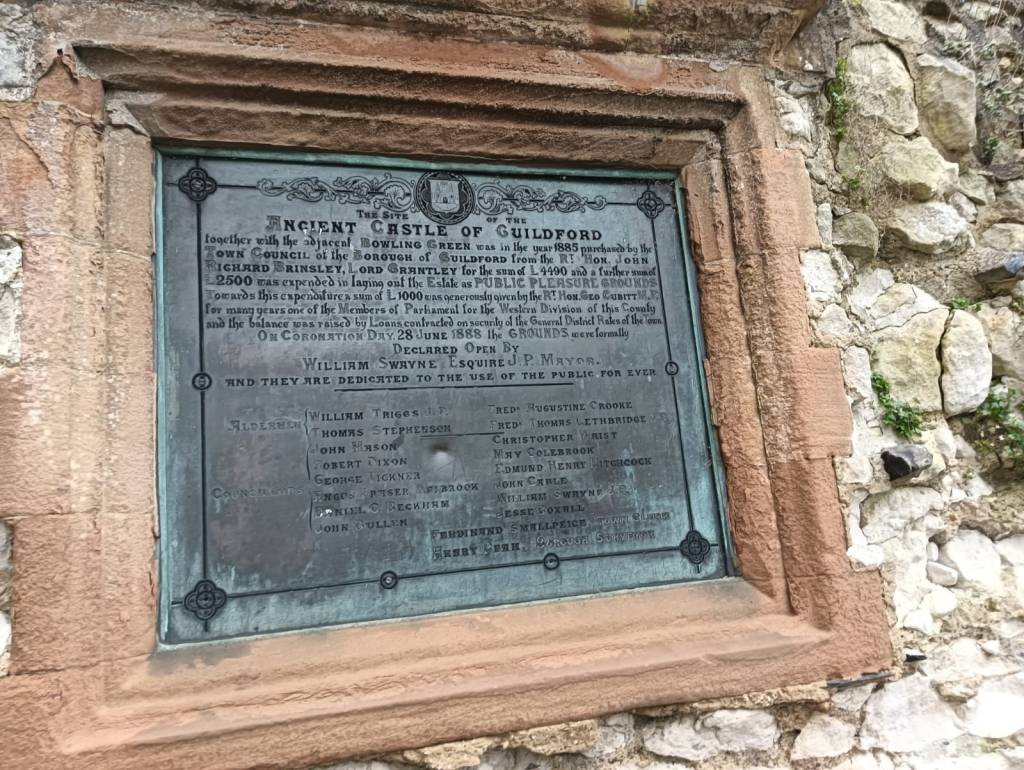 The Site of the
Ancient Castle of Guildford
together with the adjacent Bowling Green was in the year 1885 purchased by the
Town Council of the Borough of Guildford from the Rt. Hon. John
Richard Brinsley, Lord Grantley for the sum of L4490 and a further sum of
L2500 was expended in laying out the Estate as PUBLIC PLEASURE GROUNDS
Towards this expenditure a sum of L1000 was generously given by the Rt. Hon. Geo Cubitt M.P.
for many years one of the Members of Parliament for the Western Division of this County
and the balance was raised by Loans contracted on security of the General District Rates of the Town
On Coronation Day, 28 June 1888 the GROUNDS were formally
Declared Open By
William Swayne Esquire J.P. Mayor.
AND THEY ARE DEDICATED TO THE USE OF THE PUBLIC FOR EVER
Aldermen
William Triggs J.P.
Thomas Stephenson
John Mason
Councillors
Robert Dixon
George Tickner
Angus Fraser
Daniel C. Beckham
John Bullen
Fredk Augustine Crooke
Fredk Thomas Lethbridge
Christopher
May Colebrook
Edmund Henry Litchcock
John Cable
William Swayne J.P.
Jesse Boxall
Ferdinand Smallpeice, Town Clerk
Henry Peak, Borough Surveyor